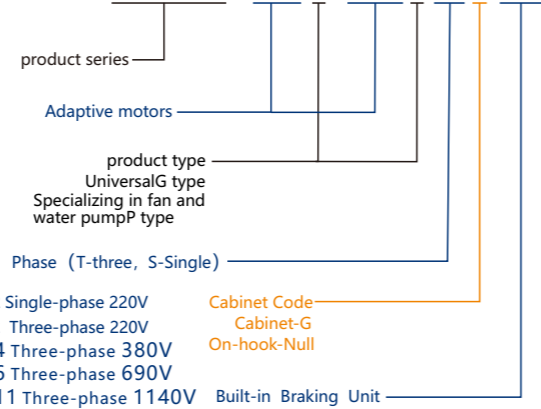 product series
Adaptive motors
product type
UniversalG type
Specializing in fan and
water pumpP type
Phase（T-three，S-Single）
Single-phase 220V
Three-phase 220V
4 Three-phase 380V
Three-phase 690V
11 Three-phase 1140V
Cabinet Code
Cabinet-G
On-hook-Null
Built-in Braking Unit